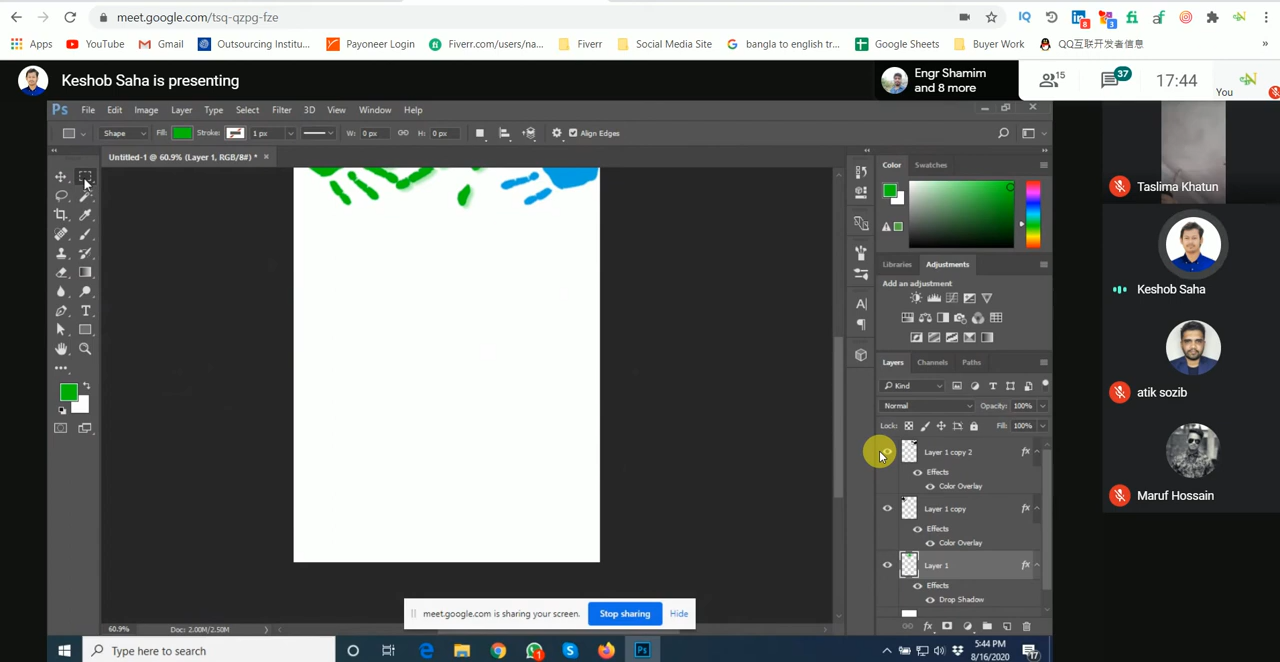 meet.google.com/tsq-qzpg-fze
Apps YouTube Gmail Outsourcing Institu... Payoneer Login Fiverr.com/users/na... Fiverr Social Media Site bangla to english tr... Google Sheets Buyer Work QQ互联开发者信息 »
Keshob Saha is presenting
Engr Shamim
and 8 more
15
37
17:44
You
Ps File Edit Image Layer Type Select Filter 3D View Window Help
Shape Fill: Stroke: 1 px W: 0 px H: 0 px Align Edges
Untitled-1 @ 60.9% (Layer 1, RGB/8#) * ×
Color Swatches
Libraries Adjustments
Add an adjustment
Layers Channels Paths
Kind
Normal Opacity: 100%
Lock: Fill: 100%
Layer 1 copy 2 fx
Effects
Color Overlay
Layer 1 copy fx
Effects
Color Overlay
Layer 1 fx
Effects
Drop Shadow
Taslima Khatun
Keshob Saha
atik sozib
Maruf Hossain
meet.google.com is sharing your screen. Stop sharing Hide
60.9% Doc: 2.00M/2.50M
Type here to search
5:44 PM
8/16/2020
17